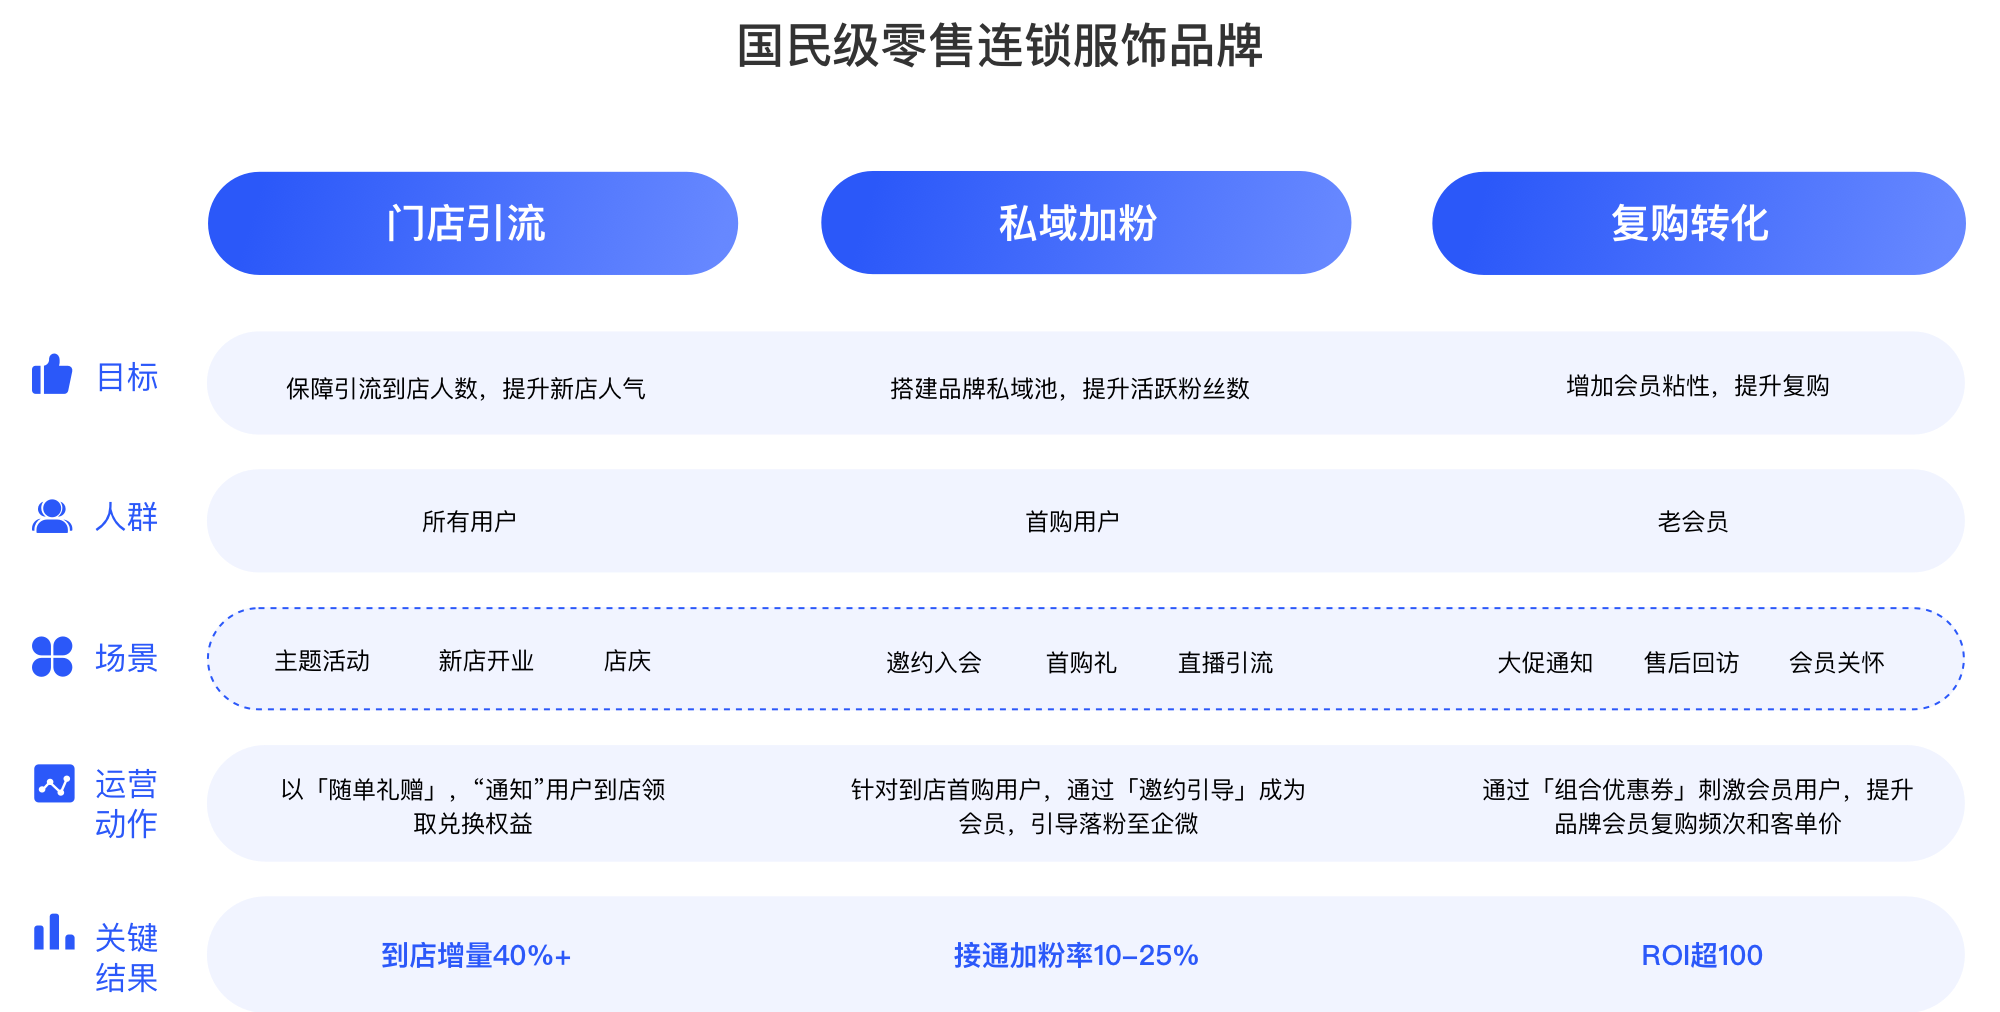 国民级零售连锁服饰品牌
门店引流 私域加粉 复购转化
目标 保障引流到店人数，提升新店人气 搭建品牌私域池，提升活跃粉丝数 增加会员粘性，提升复购
人群 所有用户 首购用户 老会员
场景 主题活动 新店开业 店庆 邀约入会 首购礼 直播引流 大促通知 售后回访 会员关怀
运营 以「随单礼赠」，“通知”用户到店领 针对到店首购用户，通过「邀约引导」成为 通过「组合优惠券」刺激会员用户，提升
动作 取兑换权益 会员，引导落粉至企微 品牌会员复购频次和客单价
关键
结果 到店增量40%+ 接通加粉率10–25% ROI超100